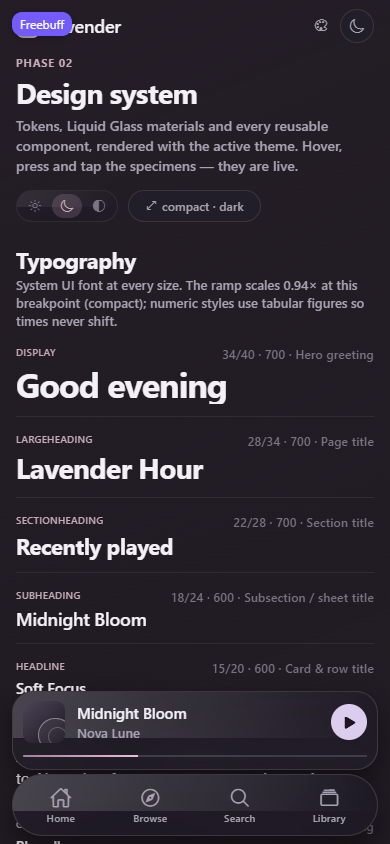 Freebuff
vender
PHASE 02
Design system
Tokens, Liquid Glass materials and every reusable
component, rendered with the active theme. Hover,
press and tap the specimens — they are live.
compact · dark
Typography
System UI font at every size. The ramp scales 0.94× at this
breakpoint (compact); numeric styles use tabular figures so
times never shift.
DISPLAY
34/40 · 700 · Hero greeting
Good evening
LARGEHEADING
28/34 · 700 · Page title
Lavender Hour
SECTIONHEADING
22/28 · 700 · Section title
Recently played
SUBHEADING
18/24 · 600 · Subsection / sheet title
Midnight Bloom
HEADLINE
15/20 · 600 · Card & row title
Soft Focus
Midnight Bloom
Nova Lune
Home
Browse
Search
Library